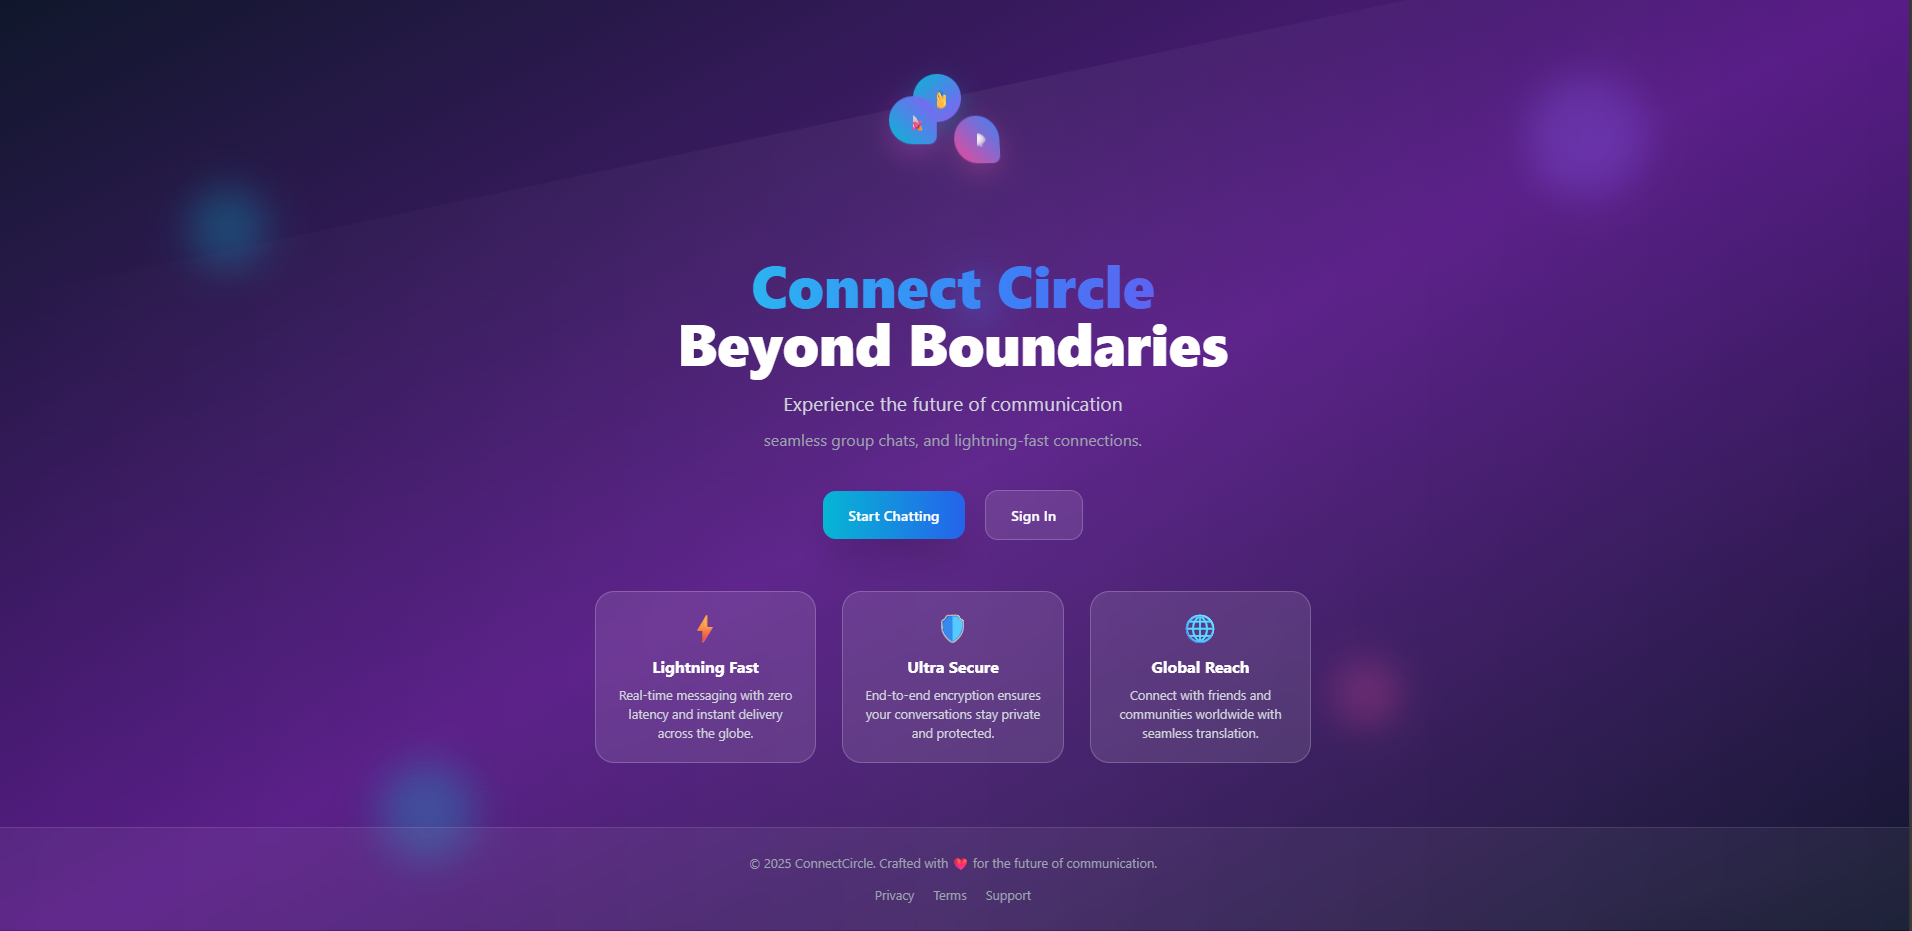 Connect Circle
Beyond Boundaries
Experience the future of communication
seamless group chats, and lightning-fast connections.
Start Chatting
Sign In
Lightning Fast
Real-time messaging with zero
latency and instant delivery
across the globe.
Ultra Secure
End-to-end encryption ensures
your conversations stay private
and protected.
Global Reach
Connect with friends and
communities worldwide with
seamless translation.
© 2025 ConnectCircle. Crafted with ❤️ for the future of communication.
Privacy Terms Support